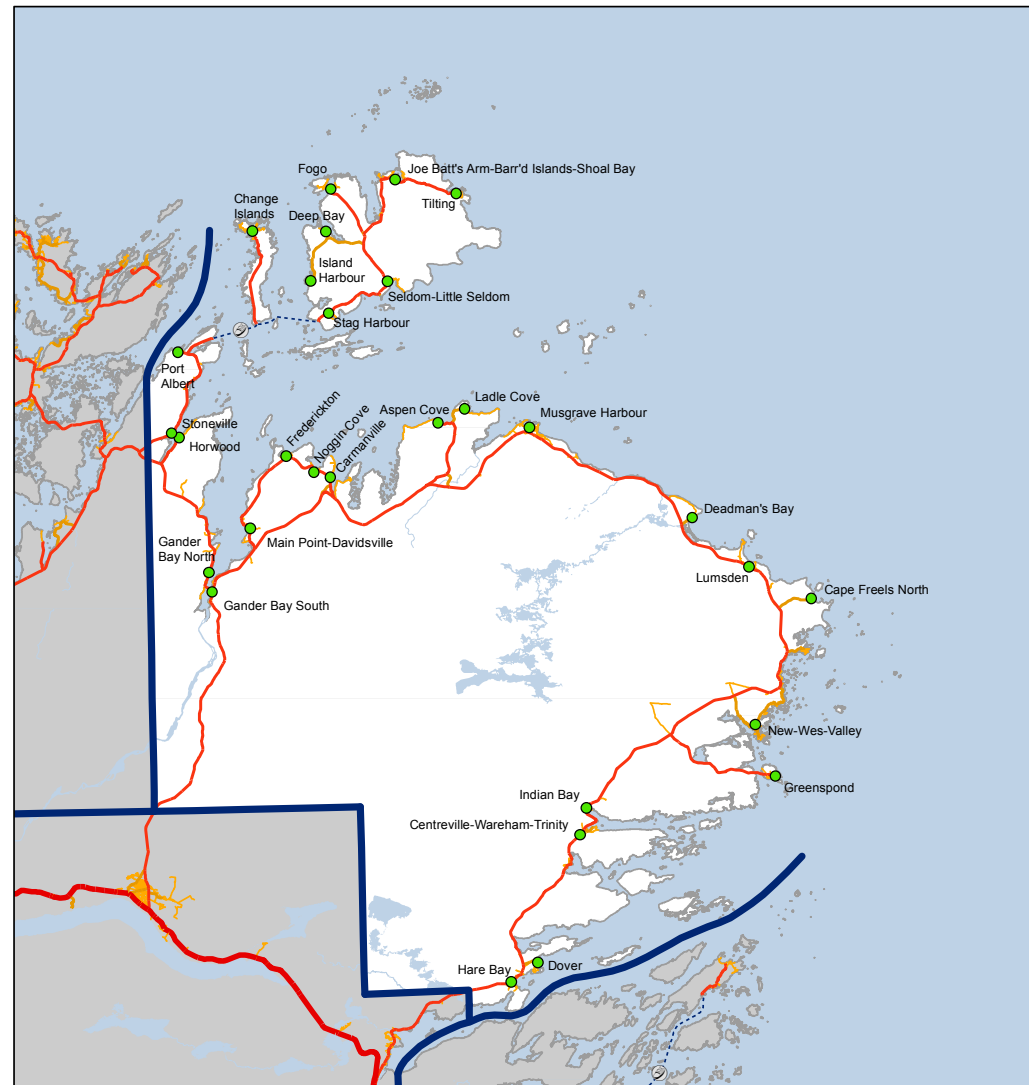 Fogo
Joe Batt's Arm-Barr'd Islands-Shoal Bay
Change
Islands
Tilting
Deep Bay
Island
Harbour
Seldom-Little Seldom
Stag Harbour
Port
Albert
Stoneville
Horwood
Frederickton
Noggin Cove
Carmanville
Aspen Cove
Ladle Cove
Musgrave Harbour
Deadman's Bay
Main Point-Davidsville
Gander
Bay North
Lumsden
Cape Freels North
Gander Bay South
New-Wes-Valley
Greenspond
Indian Bay
Centreville-Wareham-Trinity
Hare Bay
Dover